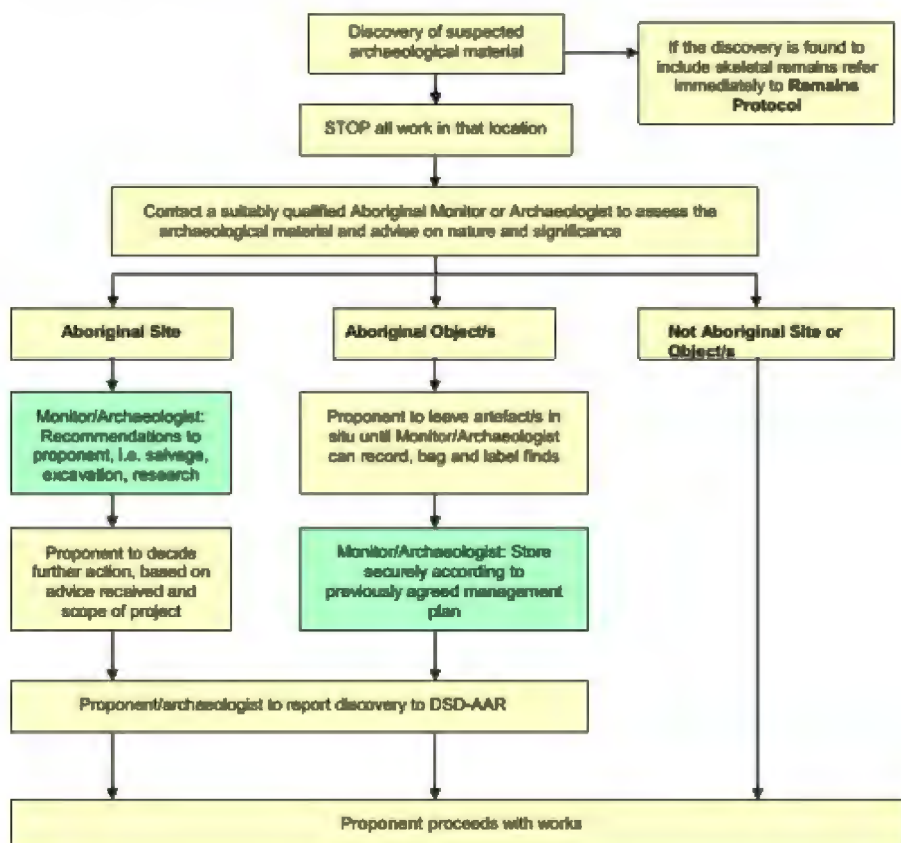 Discovery of suspected
archaeological material
If the discovery is found to
include skeletal remains refer
immediately to Remains
Protocol
STOP all work in that location
Contact a suitably qualified Aboriginal Monitor or Archaeologist to assess the
archaeological material and advise on nature and significance
Aboriginal Site
Aboriginal Object/s
Not Aboriginal Site or
Object/s
Monitor/Archaeologist:
Recommendations to
proponent, i.e. salvage,
excavation, research
Proponent to leave artefact/s in
situ until Monitor/Archaeologist
can record, bag and label finds
Proponent to decide
further action, based on
advice received and
scope of project
Monitor/Archaeologist: Store
securely according to
previously agreed management
plan
Proponent/archaeologist to report discovery to DSD-AAR
Proponent proceeds with works